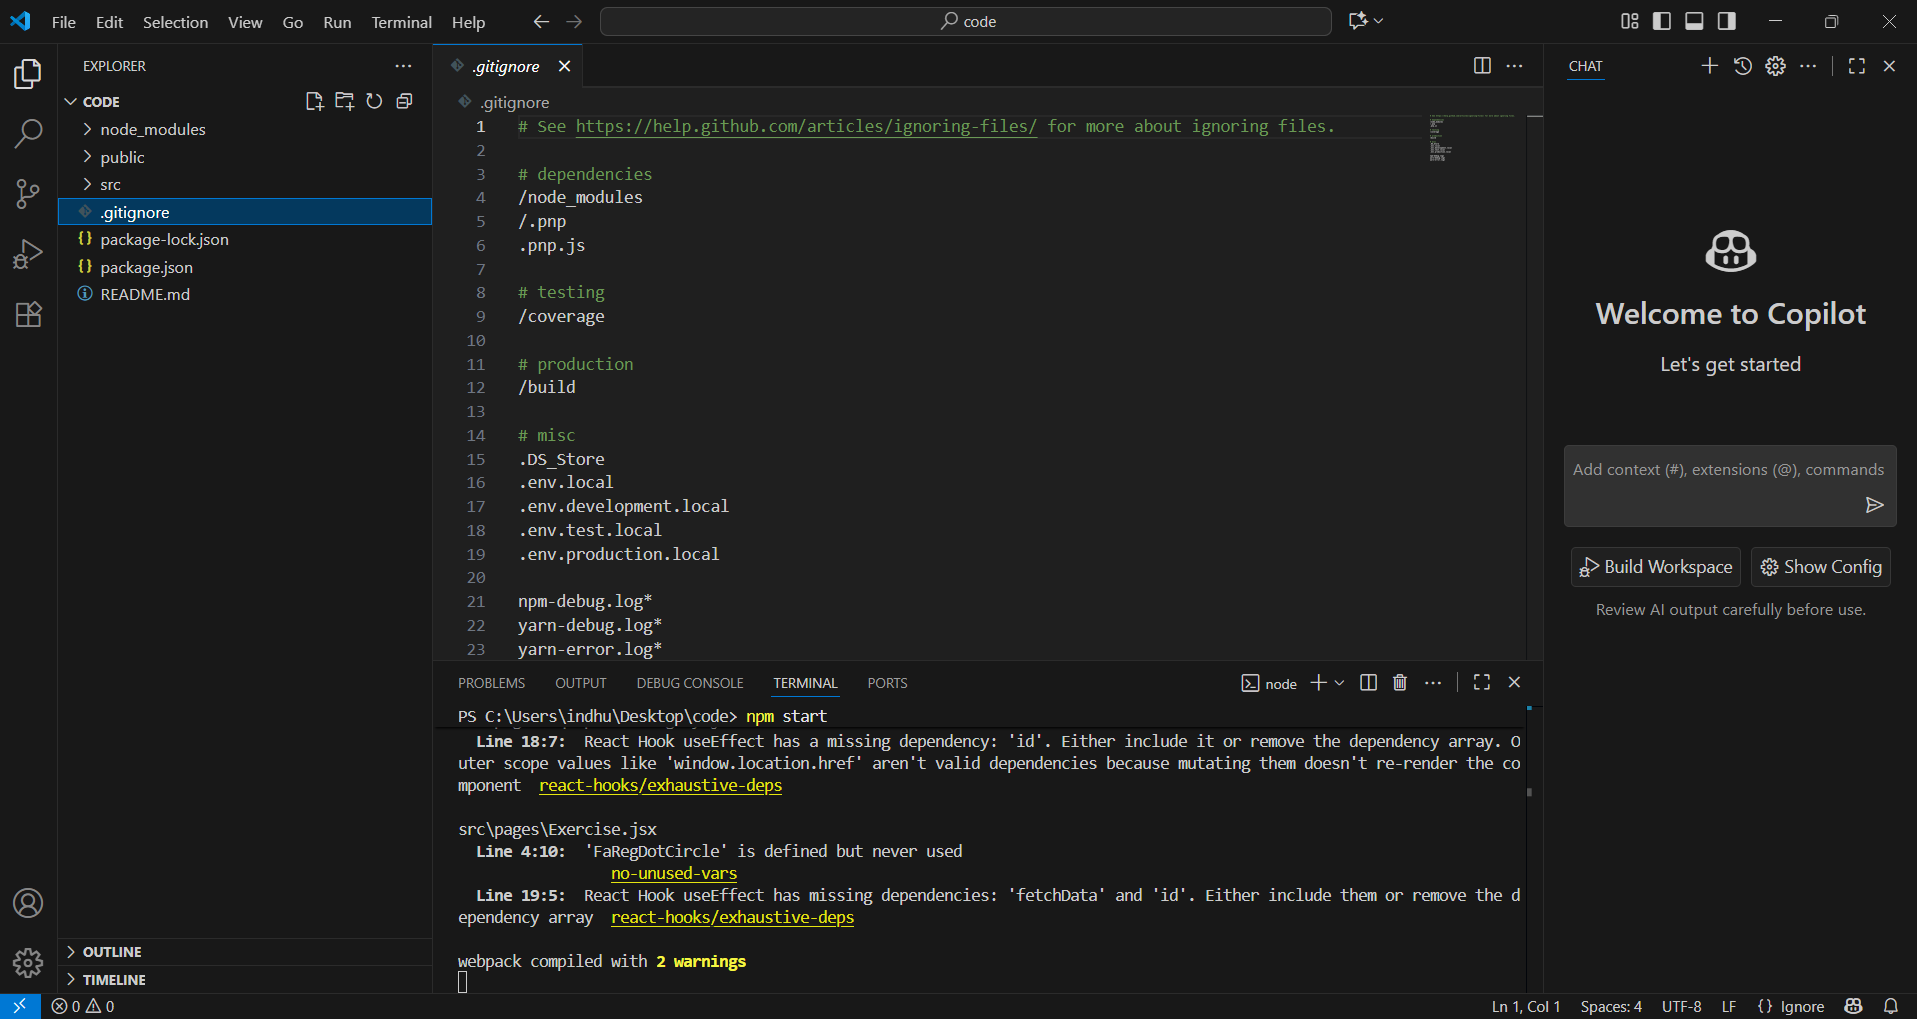 File Edit Selection View Go Run Terminal Help
code
EXPLORER
CODE
node_modules
public
src
.gitignore
package-lock.json
package.json
README.md
OUTLINE
TIMELINE
.gitignore
.gitignore
1 # See https://help.github.com/articles/ignoring-files/ for more about ignoring files.
2
3 # dependencies
4 /node_modules
5 /.pnp
6 .pnp.js
7
8 # testing
9 /coverage
10
11 # production
12 /build
13
14 # misc
15 .DS_Store
16 .env.local
17 .env.development.local
18 .env.test.local
19 .env.production.local
20
21 npm-debug.log*
22 yarn-debug.log*
23 yarn-error.log*
PROBLEMS OUTPUT DEBUG CONSOLE TERMINAL PORTS
node
PS C:\Users\indhu\Desktop\code> npm start
Line 18:7: React Hook useEffect has a missing dependency: 'id'. Either include it or remove the dependency array. O
uter scope values like 'window.location.href' aren't valid dependencies because mutating them doesn't re-render the co
mponent react-hooks/exhaustive-deps
src\pages\Exercise.jsx
Line 4:10: 'FaRegDotCircle' is defined but never used
no-unused-vars
Line 19:5: React Hook useEffect has missing dependencies: 'fetchData' and 'id'. Either include them or remove the d
ependency array react-hooks/exhaustive-deps
webpack compiled with 2 warnings
CHAT
Welcome to Copilot
Let's get started
Add context (#), extensions (@), commands
Build Workspace
Show Config
Review AI output carefully before use.
0 0
Ln 1, Col 1 Spaces: 4 UTF-8 LF {} Ignore